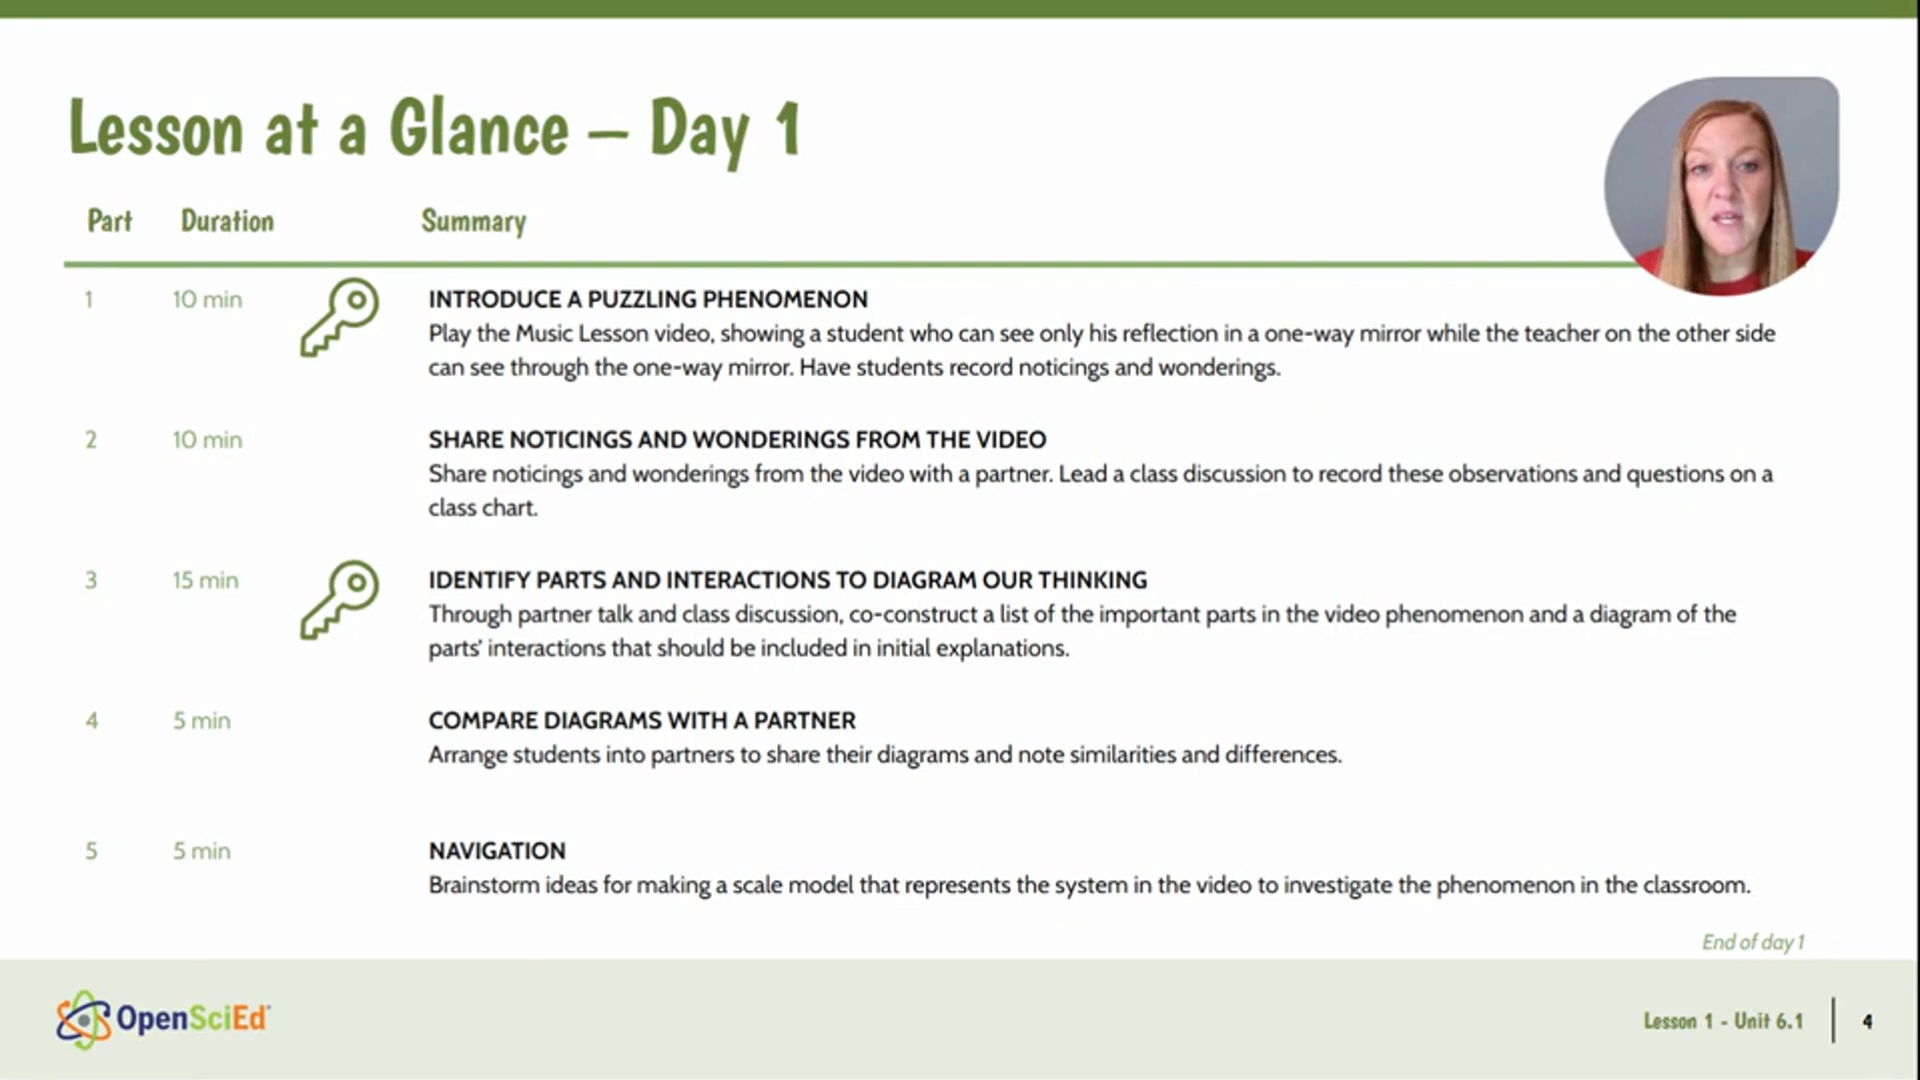 Lesson at a Glance – Day 1
Part Duration Summary
1 10 min INTRODUCE A PUZZLING PHENOMENON
Play the Music Lesson video, showing a student who can see only his reflection in a one-way mirror while the teacher on the other side
can see through the one-way mirror. Have students record noticings and wonderings.
2 10 min SHARE NOTICINGS AND WONDERINGS FROM THE VIDEO
Share noticings and wonderings from the video with a partner. Lead a class discussion to record these observations and questions on a
class chart.
3 15 min IDENTIFY PARTS AND INTERACTIONS TO DIAGRAM OUR THINKING
Through partner talk and class discussion, co-construct a list of the important parts in the video phenomenon and a diagram of the
parts' interactions that should be included in initial explanations.
4 5 min COMPARE DIAGRAMS WITH A PARTNER
Arrange students into partners to share their diagrams and note similarities and differences.
5 5 min NAVIGATION
Brainstorm ideas for making a scale model that represents the system in the video to investigate the phenomenon in the classroom.
End of day 1
OpenSciEd
Lesson 1 - Unit 6.1 | 4